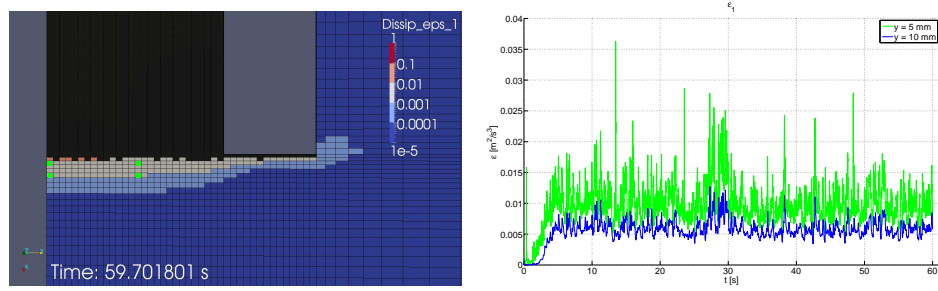 Dissip_eps_1
1
0.1
0.01
0.001
0.0001
1e-5
Time: 59.701801 s
ε₁
y = 5 mm
y = 10 mm
0.04
0.035
0.03
0.025
0.02
0.015
0.01
0.005
0
ε [m²/s³]
0 10 20 30 40 50 60
t [s]